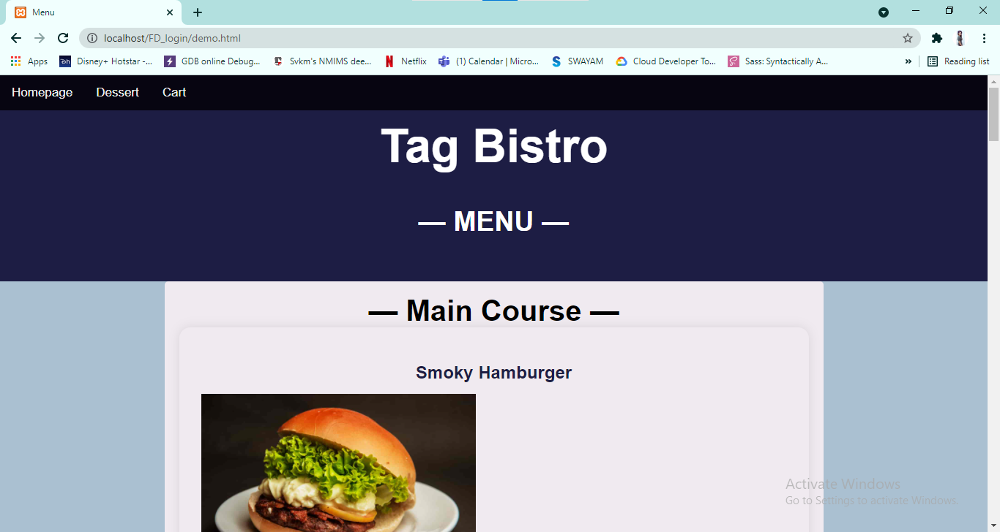 Menu
localhost/FD_login/demo.html
Apps Disney+ Hotstar -... GDB online Debug... Svkm's NMIMS dee... Netflix (1) Calendar | Micro... SWAYAM Cloud Developer To... Sass: Syntactically A... » Reading list
Homepage Dessert Cart
Tag Bistro
— MENU —
— Main Course —
Smoky Hamburger
Activate Windows
Go to Settings to activate Windows.